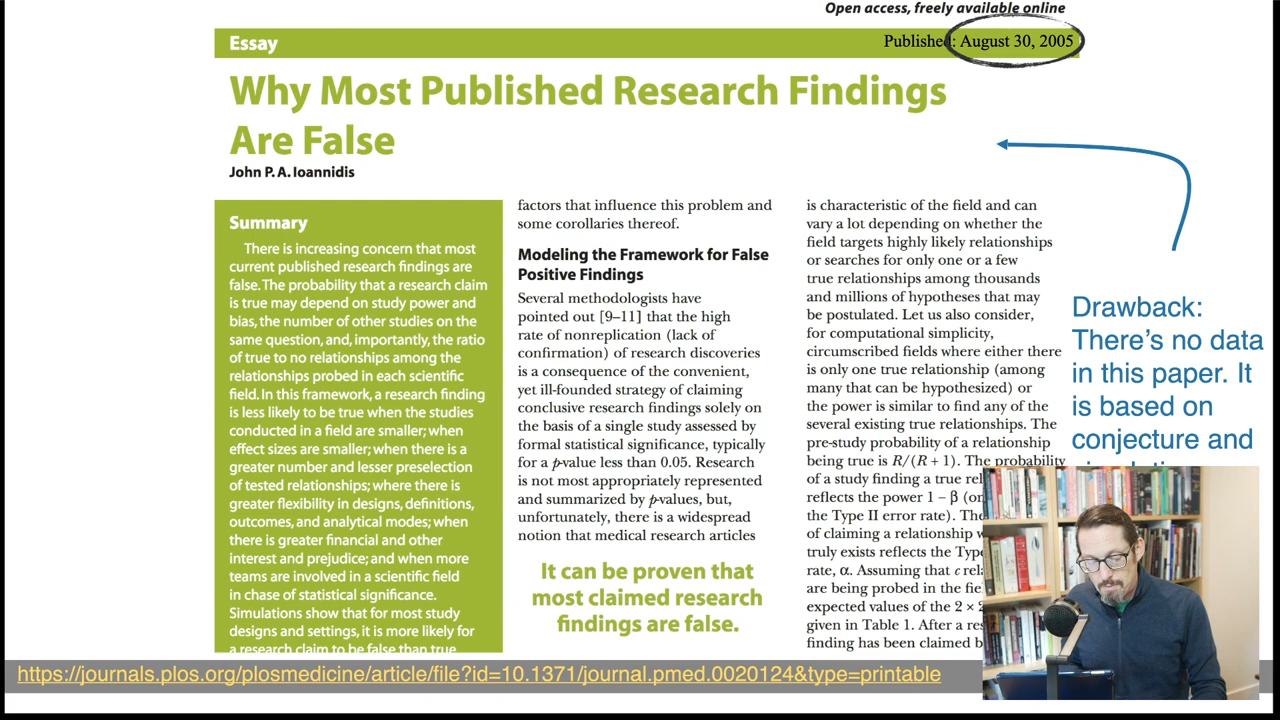 Open access, freely available online
Essay
Published: August 30, 2005
Why Most Published Research Findings
Are False
John P. A. Ioannidis
Summary
There is increasing concern that most
current published research findings are
false. The probability that a research claim
is true may depend on study power and
bias, the number of other studies on the
same question, and, importantly, the ratio
of true to no relationships among the
relationships probed in each scientific
field. In this framework, a research finding
is less likely to be true when the studies
conducted in a field are smaller; when
effect sizes are smaller; when there is a
greater number and lesser preselection
of tested relationships; where there is
greater flexibility in designs, definitions,
outcomes, and analytical modes; when
there is greater financial and other
interest and prejudice; and when more
teams are involved in a scientific field
in chase of statistical significance.
Simulations show that for most study
designs and settings, it is more likely for
a research claim to be false than true.
factors that influence this problem and
some corollaries thereof.
Modeling the Framework for False
Positive Findings
Several methodologists have
pointed out [9–11] that the high
rate of nonreplication (lack of
confirmation) of research discoveries
is a consequence of the convenient,
yet ill-founded strategy of claiming
conclusive research findings solely on
the basis of a single study assessed by
formal statistical significance, typically
for a p-value less than 0.05. Research
is not most appropriately represented
and summarized by p-values, but,
unfortunately, there is a widespread
notion that medical research articles
It can be proven that
most claimed research
findings are false.
is characteristic of the field and can
vary a lot depending on whether the
field targets highly likely relationships
or searches for only one or a few
true relationships among thousands
and millions of hypotheses that may
be postulated. Let us also consider,
for computational simplicity,
circumscribed fields where either there
is only one true relationship (among
many that can be hypothesized) or
the power is similar to find any of the
several existing true relationships. The
pre-study probability of a relationship
being true is R/(R + 1). The probability
of a study finding a true rel
reflects the power 1 − β (on
the Type II error rate). The
of claiming a relationship w
truly exists reflects the Type
rate, α. Assuming that c rel
are being probed in the fie
expected values of the 2 × 2
given in Table 1. After a res
finding has been claimed b
Drawback:
There's no data
in this paper. It
is based on
conjecture and
https://journals.plos.org/plosmedicine/article/file?id=10.1371/journal.pmed.0020124&type=printable